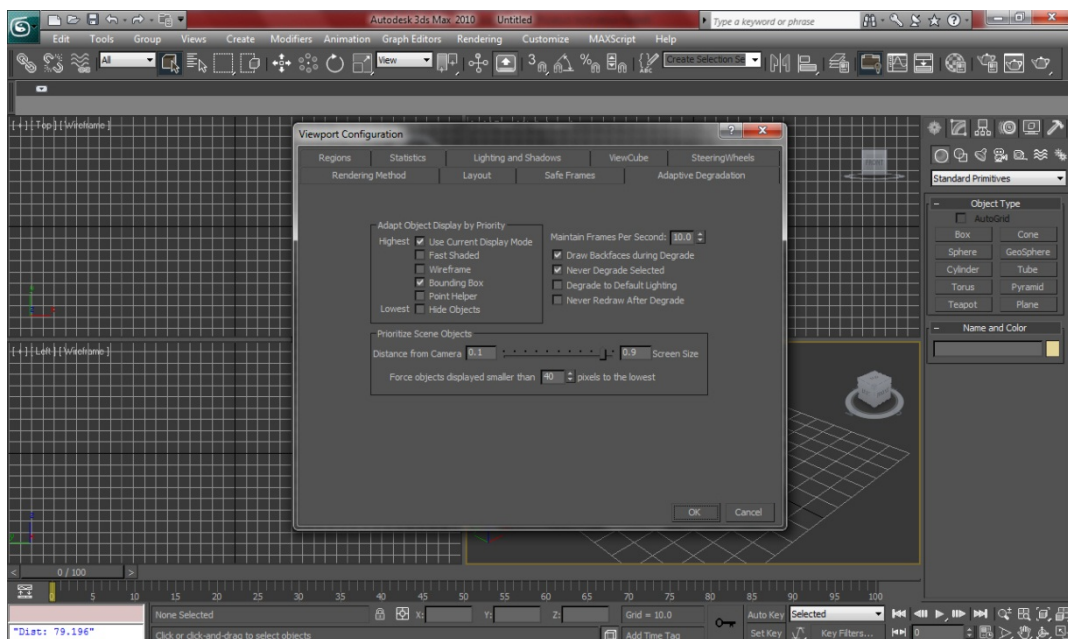 Autodesk 3ds Max 2010 Untitled
Type a keyword or phrase
Edit Tools Group Views Create Modifiers Animation Graph Editors Rendering Customize MAXScript Help
All
View
3
Create Selection Se
[ + ] [ Top ] [ Wireframe ]
Viewport Configuration
Regions Statistics Lighting and Shadows ViewCube SteeringWheels
Rendering Method Layout Safe Frames Adaptive Degradation
Adapt Object Display by Priority
Highest Use Current Display Mode
Fast Shaded
Wireframe
Bounding Box
Point Helper
Lowest Hide Objects
Maintain Frames Per Second: 10.0
Draw Backfaces during Degrade
Never Degrade Selected
Degrade to Default Lighting
Never Redraw After Degrade
Prioritize Scene Objects
Distance from Camera 0.1 0.9 Screen Size
Force objects displayed smaller than 40 pixels to the lowest
OK Cancel
Standard Primitives
Object Type
AutoGrid
Box Cone
Sphere GeoSphere
Cylinder Tube
Torus Pyramid
Teapot Plane
Name and Color
[ + ] [ Left ] [ Wireframe ]
0 / 100
0 5 10 15 20 25 30 35 40 45 50 55 60 65 70 75 80 85 90 95 100
None Selected
X: Y: Z: Grid = 10.0
Auto Key Selected
"Dist: 79.196"
Click or click-and-drag to select objects
Add Time Tag
Set Key Key Filters... 0